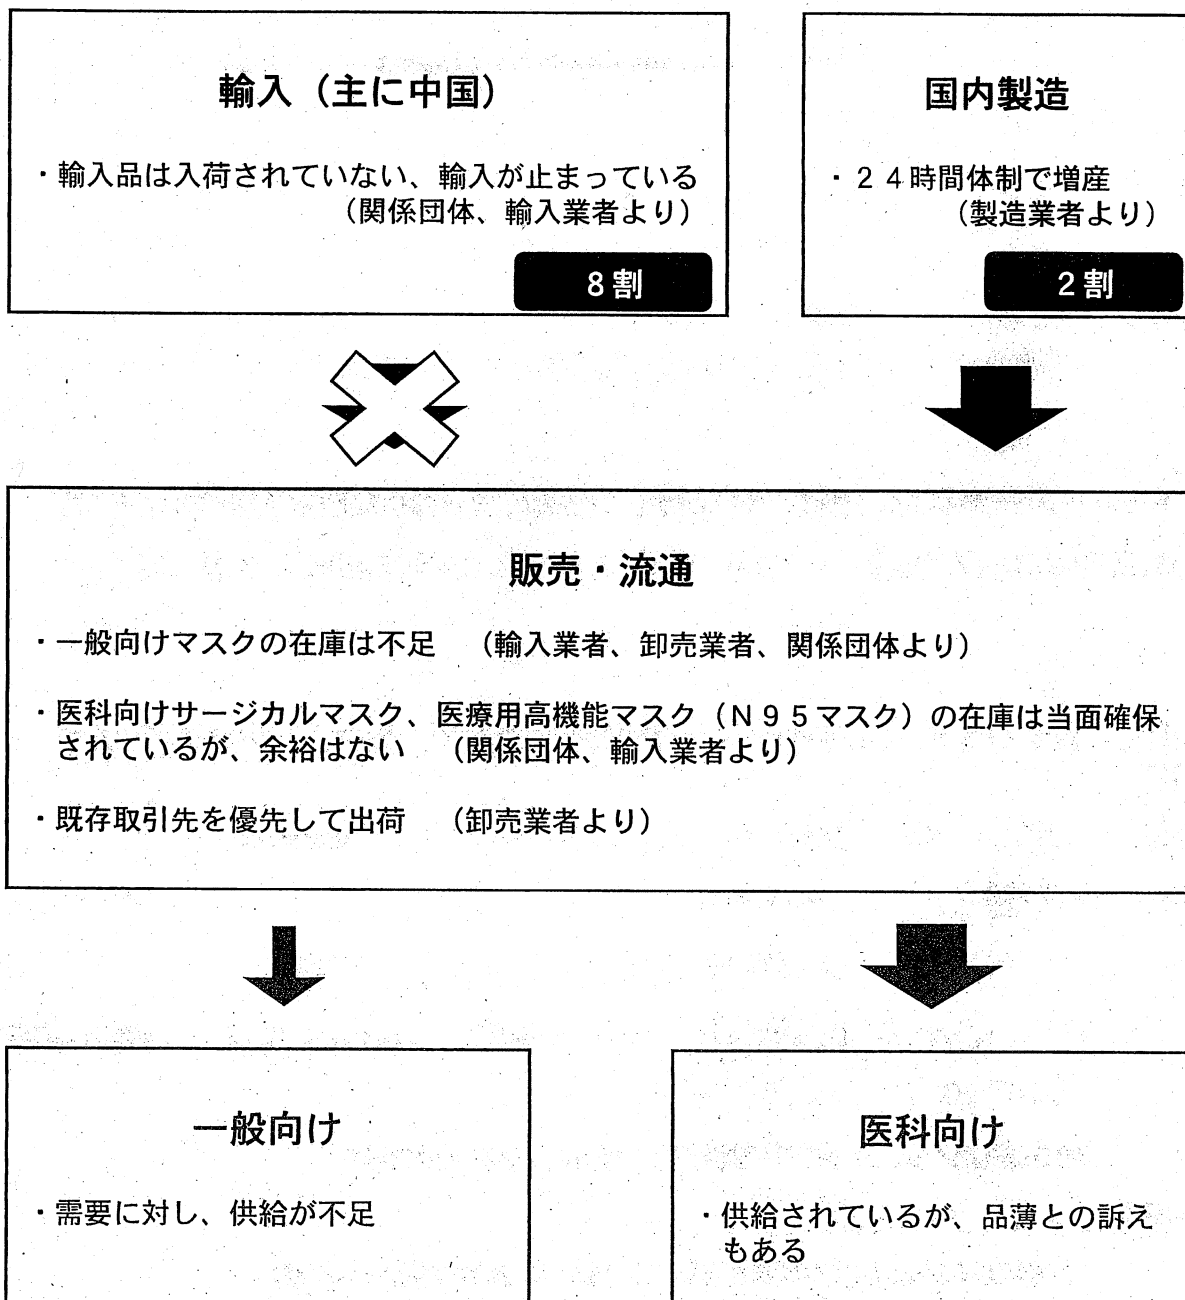 輸入（主に中国）
・輸入品は入荷されていない、輸入が止まっている
（関係団体、輸入業者より）
８割
国内製造
・２４時間体制で増産
（製造業者より）
２割
販売・流通
・一般向けマスクの在庫は不足　（輸入業者、卸売業者、関係団体より）
・医科向けサージカルマスク、医療用高機能マスク（Ｎ９５マスク）の在庫は当面確保
されているが、余裕はない　（関係団体、輸入業者より）
・既存取引先を優先して出荷　（卸売業者より）
一般向け
・需要に対し、供給が不足
医科向け
・供給されているが、品薄との訴え
もある